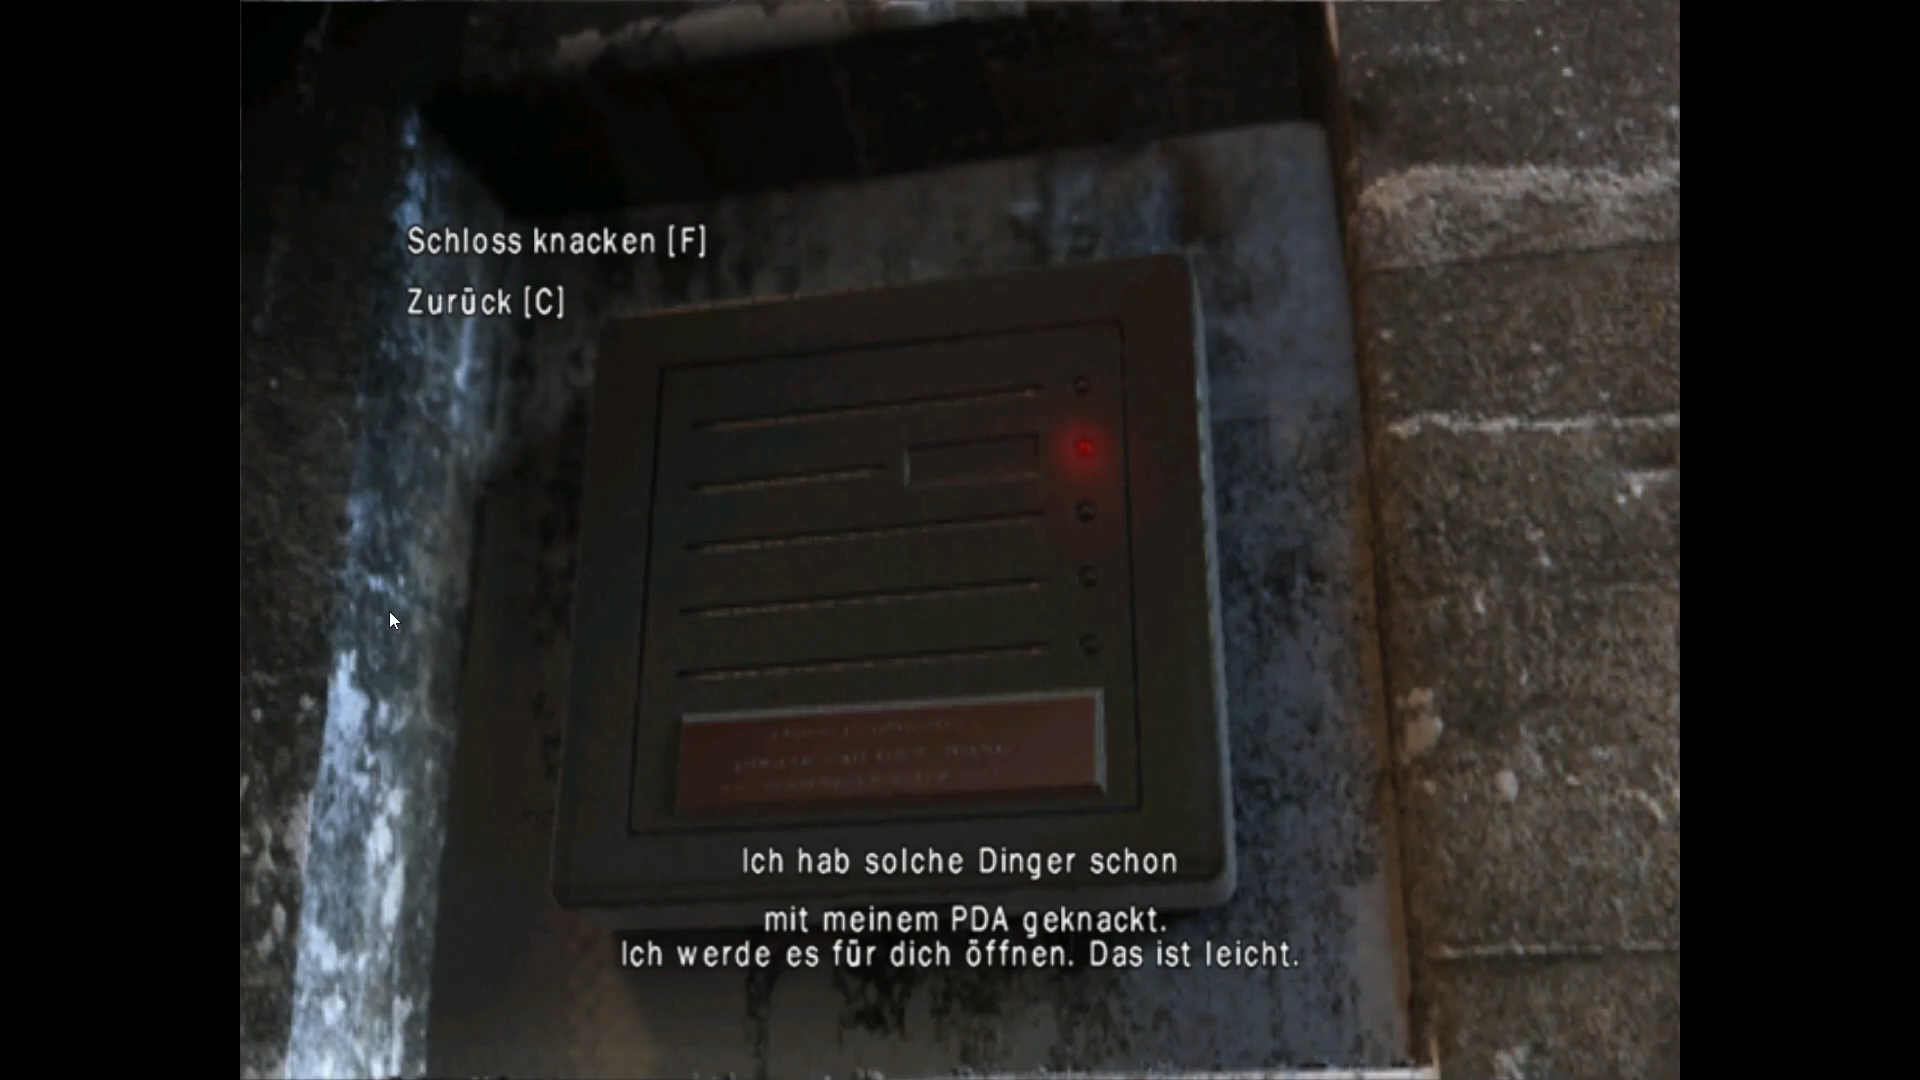 Schloss knacken [F]
Zurück [C]
Ich hab solche Dinger schon
mit meinem PDA geknackt.
Ich werde es für dich öffnen. Das ist leicht.